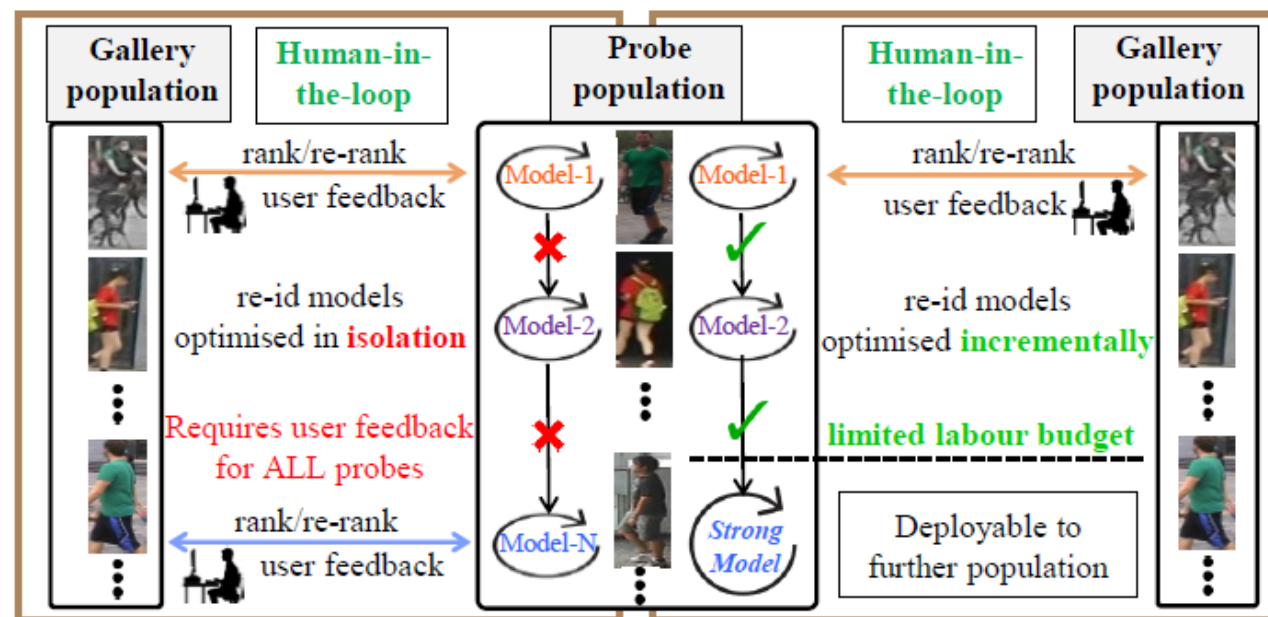 Gallery
population
Human-in-
the-loop
Probe
population
Human-in-
the-loop
Gallery
population
rank/re-rank
user feedback
Model-1
Model-1
rank/re-rank
user feedback
re-id models
optimised in isolation
Model-2
Model-2
re-id models
optimised incrementally
Requires user feedback
for ALL probes
limited labour budget
rank/re-rank
user feedback
Model-N
Strong
Model
Deployable to
further population